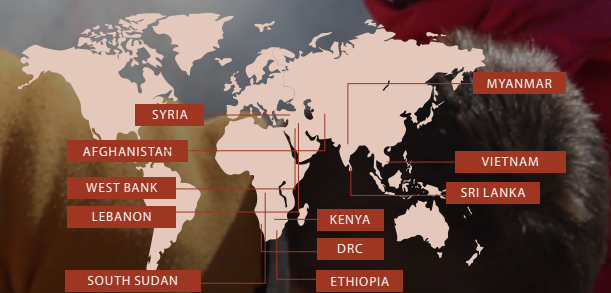 MYANMAR
SYRIA
AFGHANISTAN
VIETNAM
WEST BANK
SRI LANKA
LEBANON
KENYA
DRC
SOUTH SUDAN
ETHIOPIA